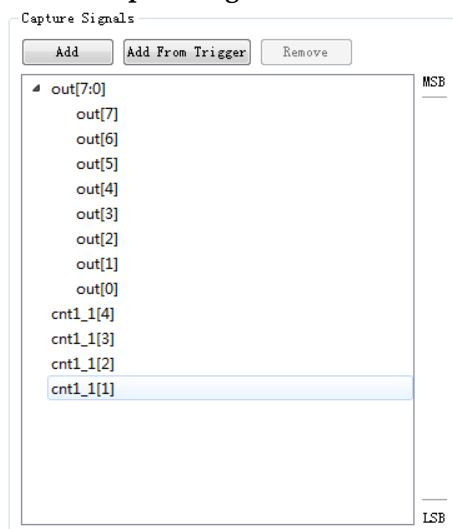 Capture Signals
Add Add From Trigger Remove
out[7:0] MSB
out[7]
out[6]
out[5]
out[4]
out[3]
out[2]
out[1]
out[0]
cnt1_1[4]
cnt1_1[3]
cnt1_1[2]
cnt1_1[1]
LSB